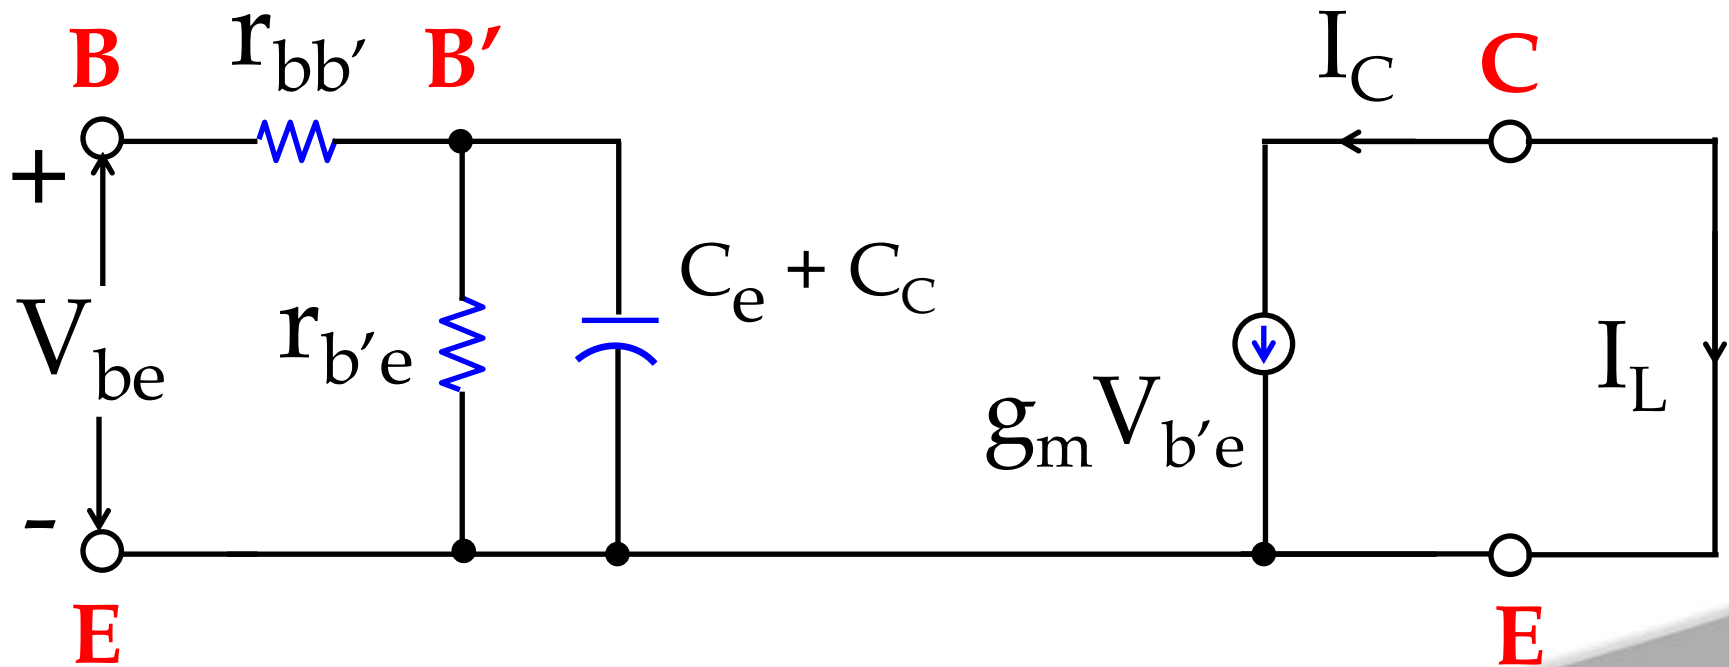 B r_bb′ B′ I_C C
+
C_e + C_C
V_be r_b′e I_L
g_m V_b′e
-
E E